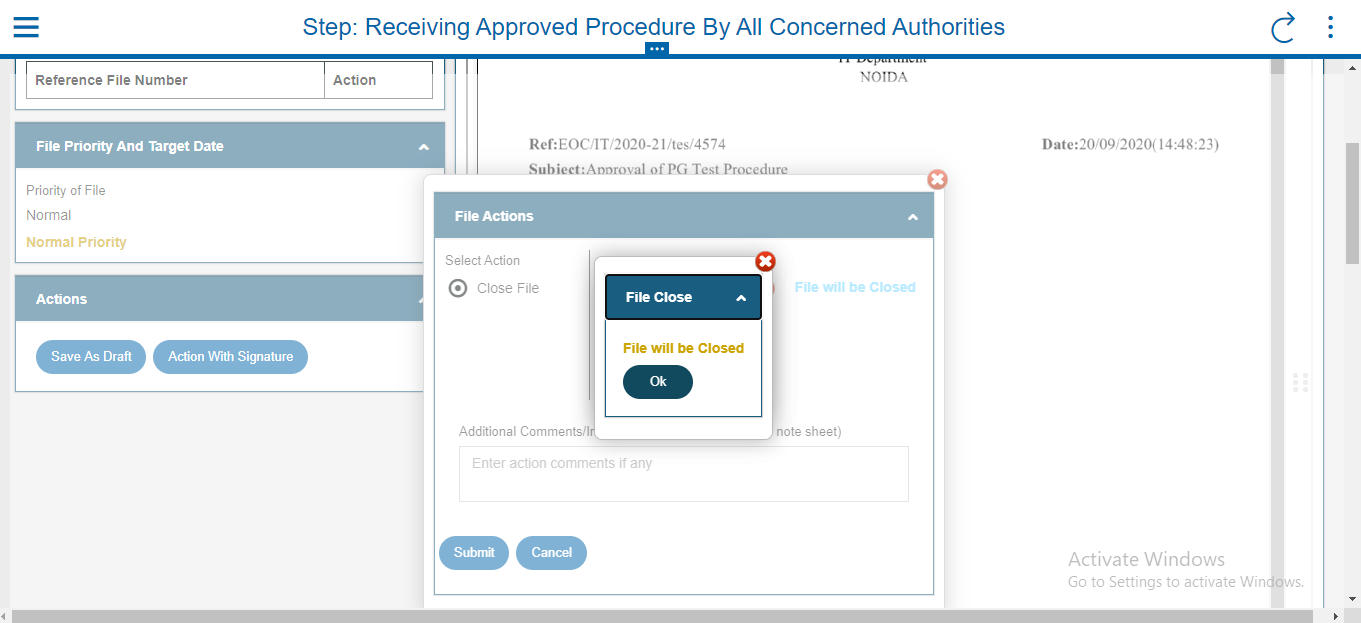 Step: Receiving Approved Procedure By All Concerned Authorities
Reference File Number Action
File Priority And Target Date
Priority of File
Normal
Normal Priority
Actions
Save As Draft Action With Signature
IT Department
NOIDA
Ref:EOC/IT/2020-21/tes/4574 Date:20/09/2020(14:48:23)
Subject:Approval of PG Test Procedure
File Actions
Select Action
Close File
File will be Closed
File Close
File will be Closed
Ok
Additional Comments/ note sheet)
Enter action comments if any
Submit Cancel
Activate Windows
Go to Settings to activate Windows.